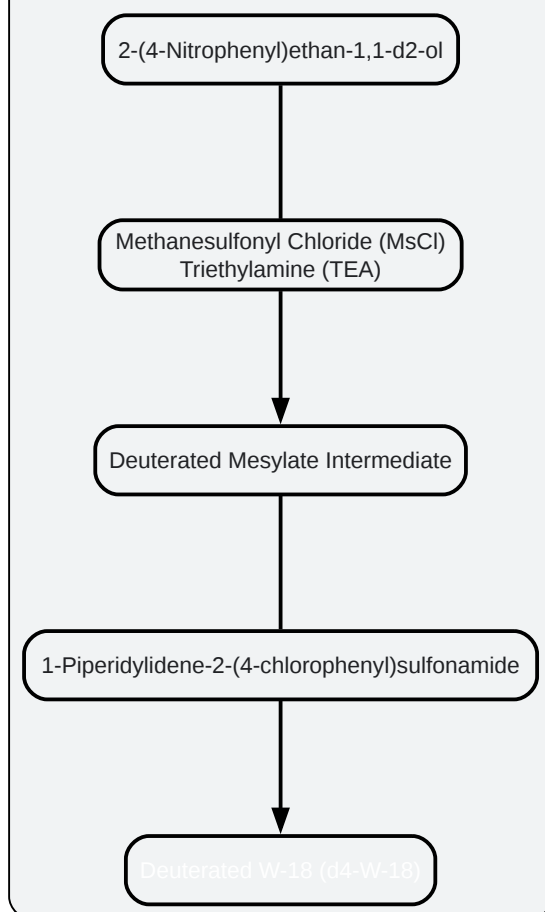 2-(4-Nitrophenyl)ethan-1,1-d2-ol
Methanesulfonyl Chloride (MsCl)
Triethylamine (TEA)
Deuterated Mesylate Intermediate
1-Piperidylidene-2-(4-chlorophenyl)sulfonamide
Deuterated W-18 (d4-W-18)